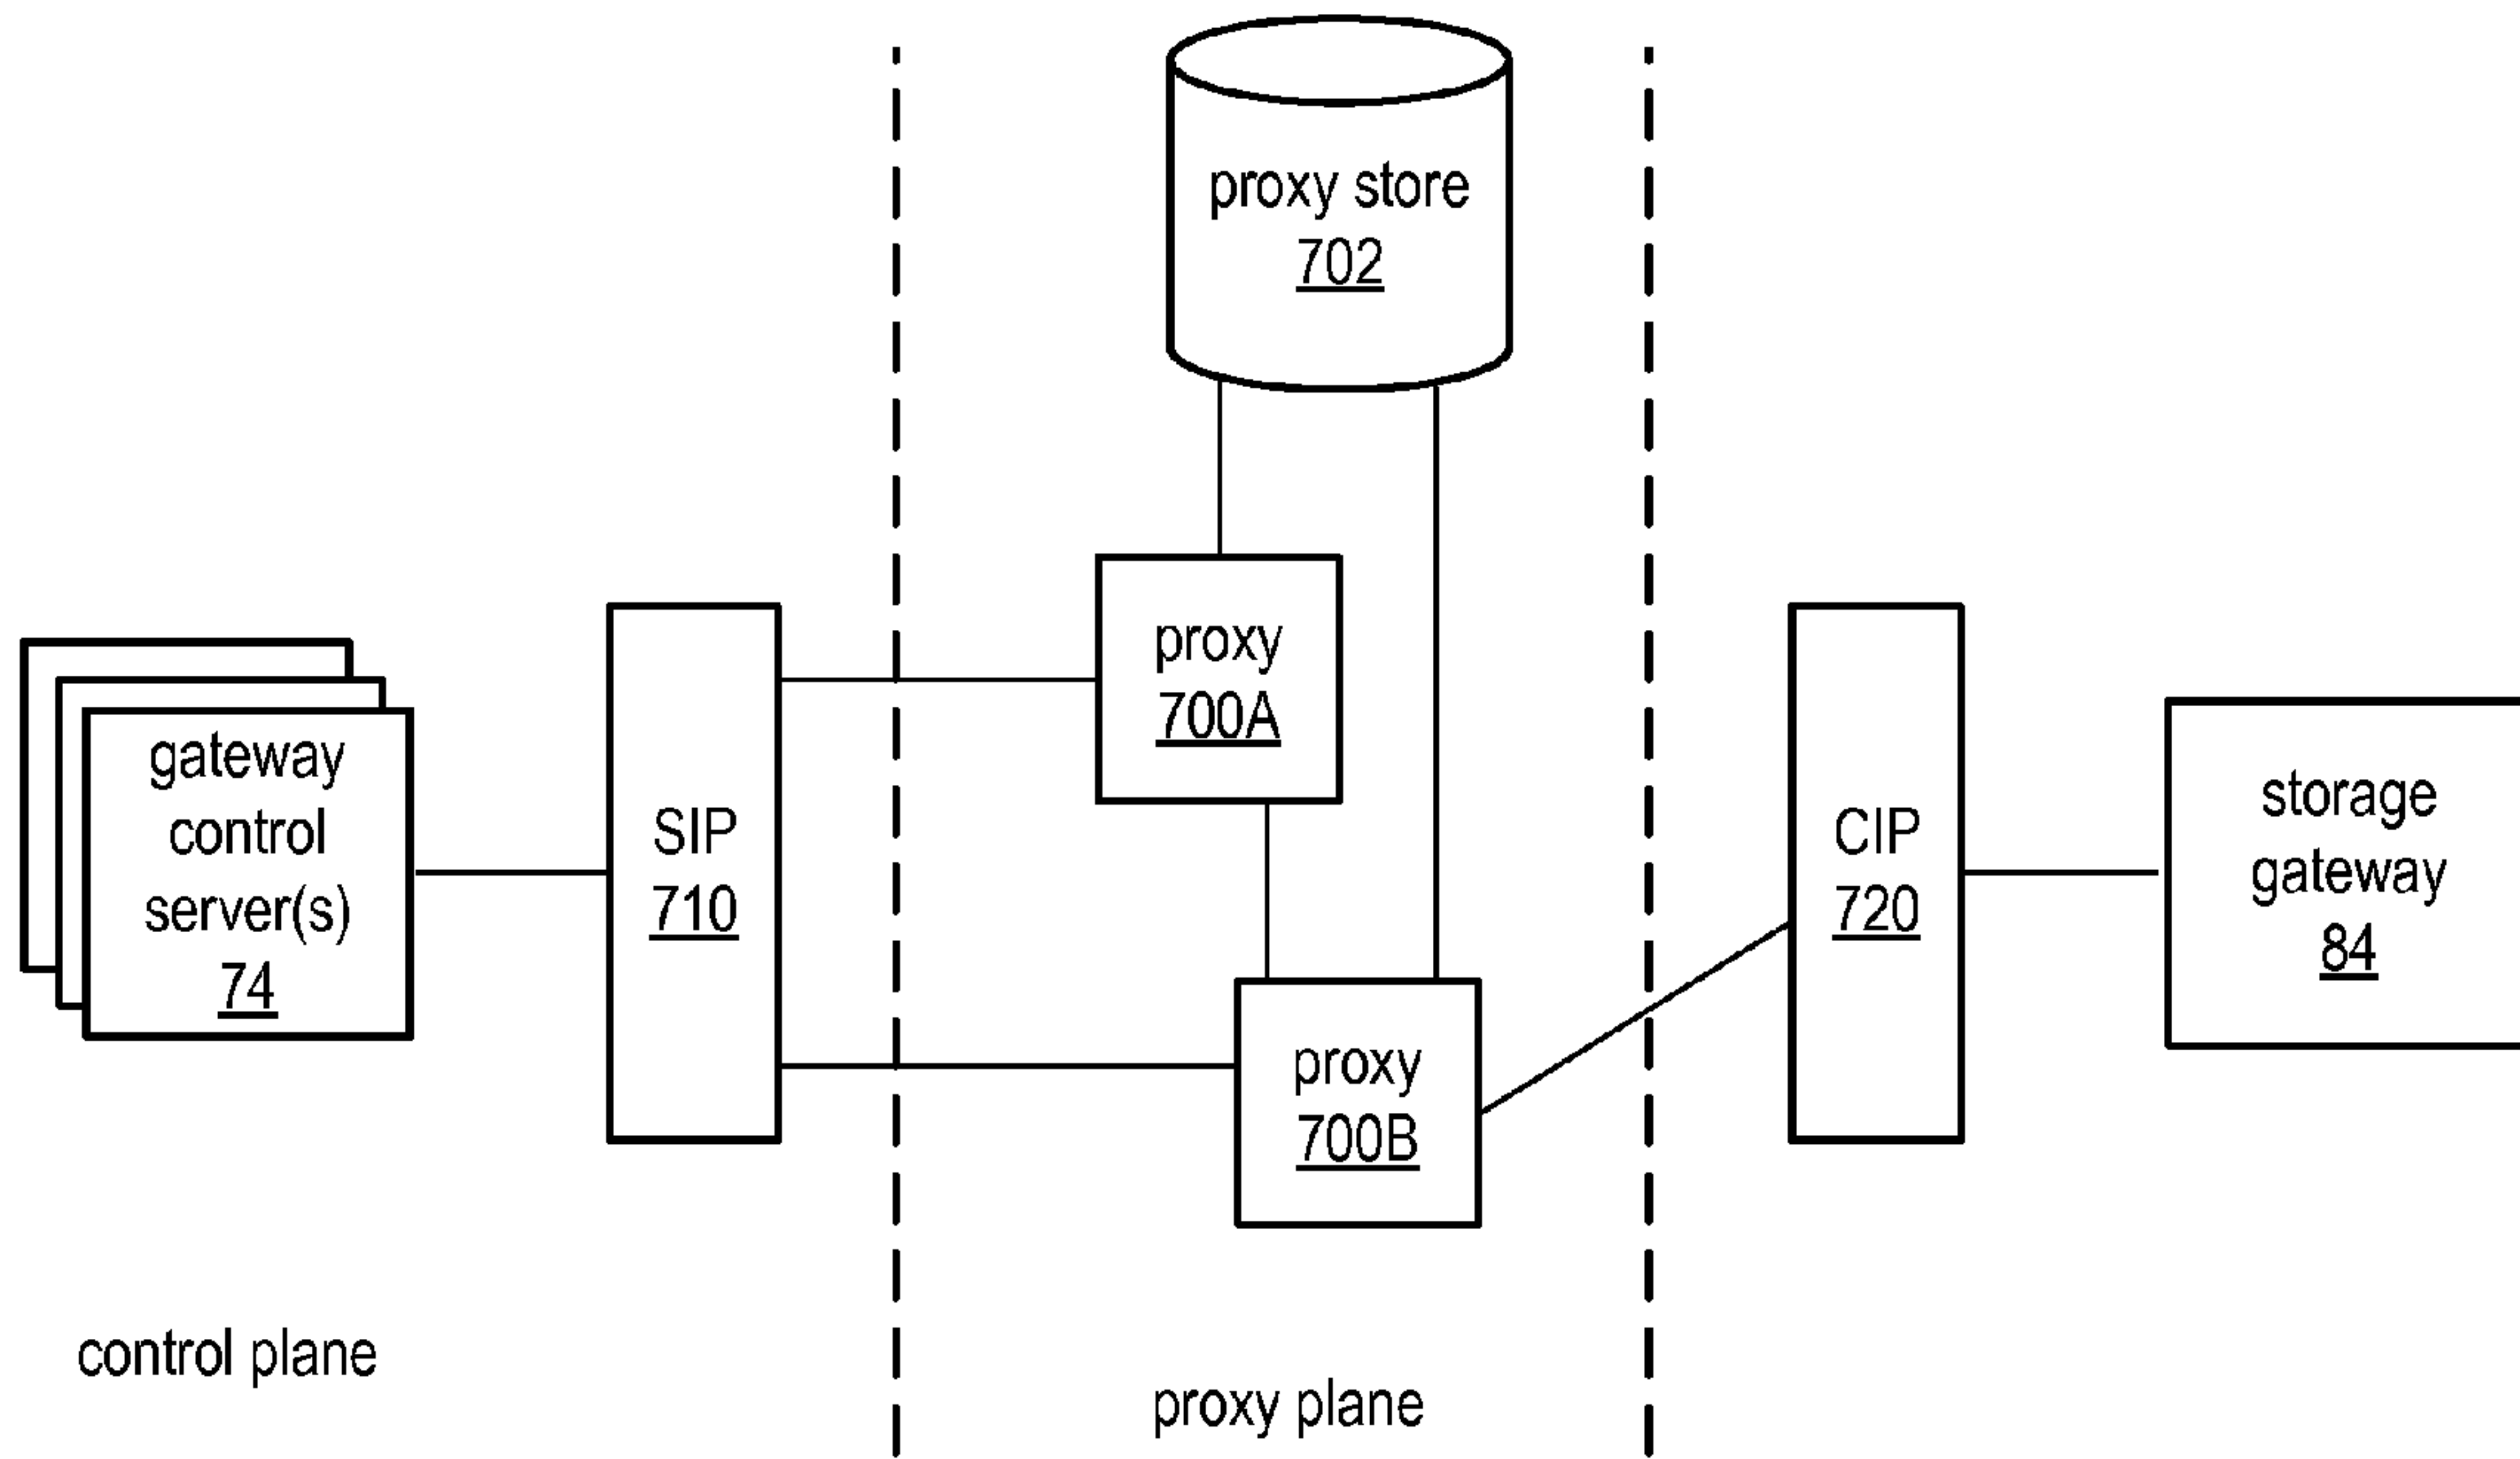 proxy store
702
proxy
700A
gateway
control
server(s)
74
SIP
710
CIP
720
storage
gateway
84
proxy
700B
control plane
proxy plane